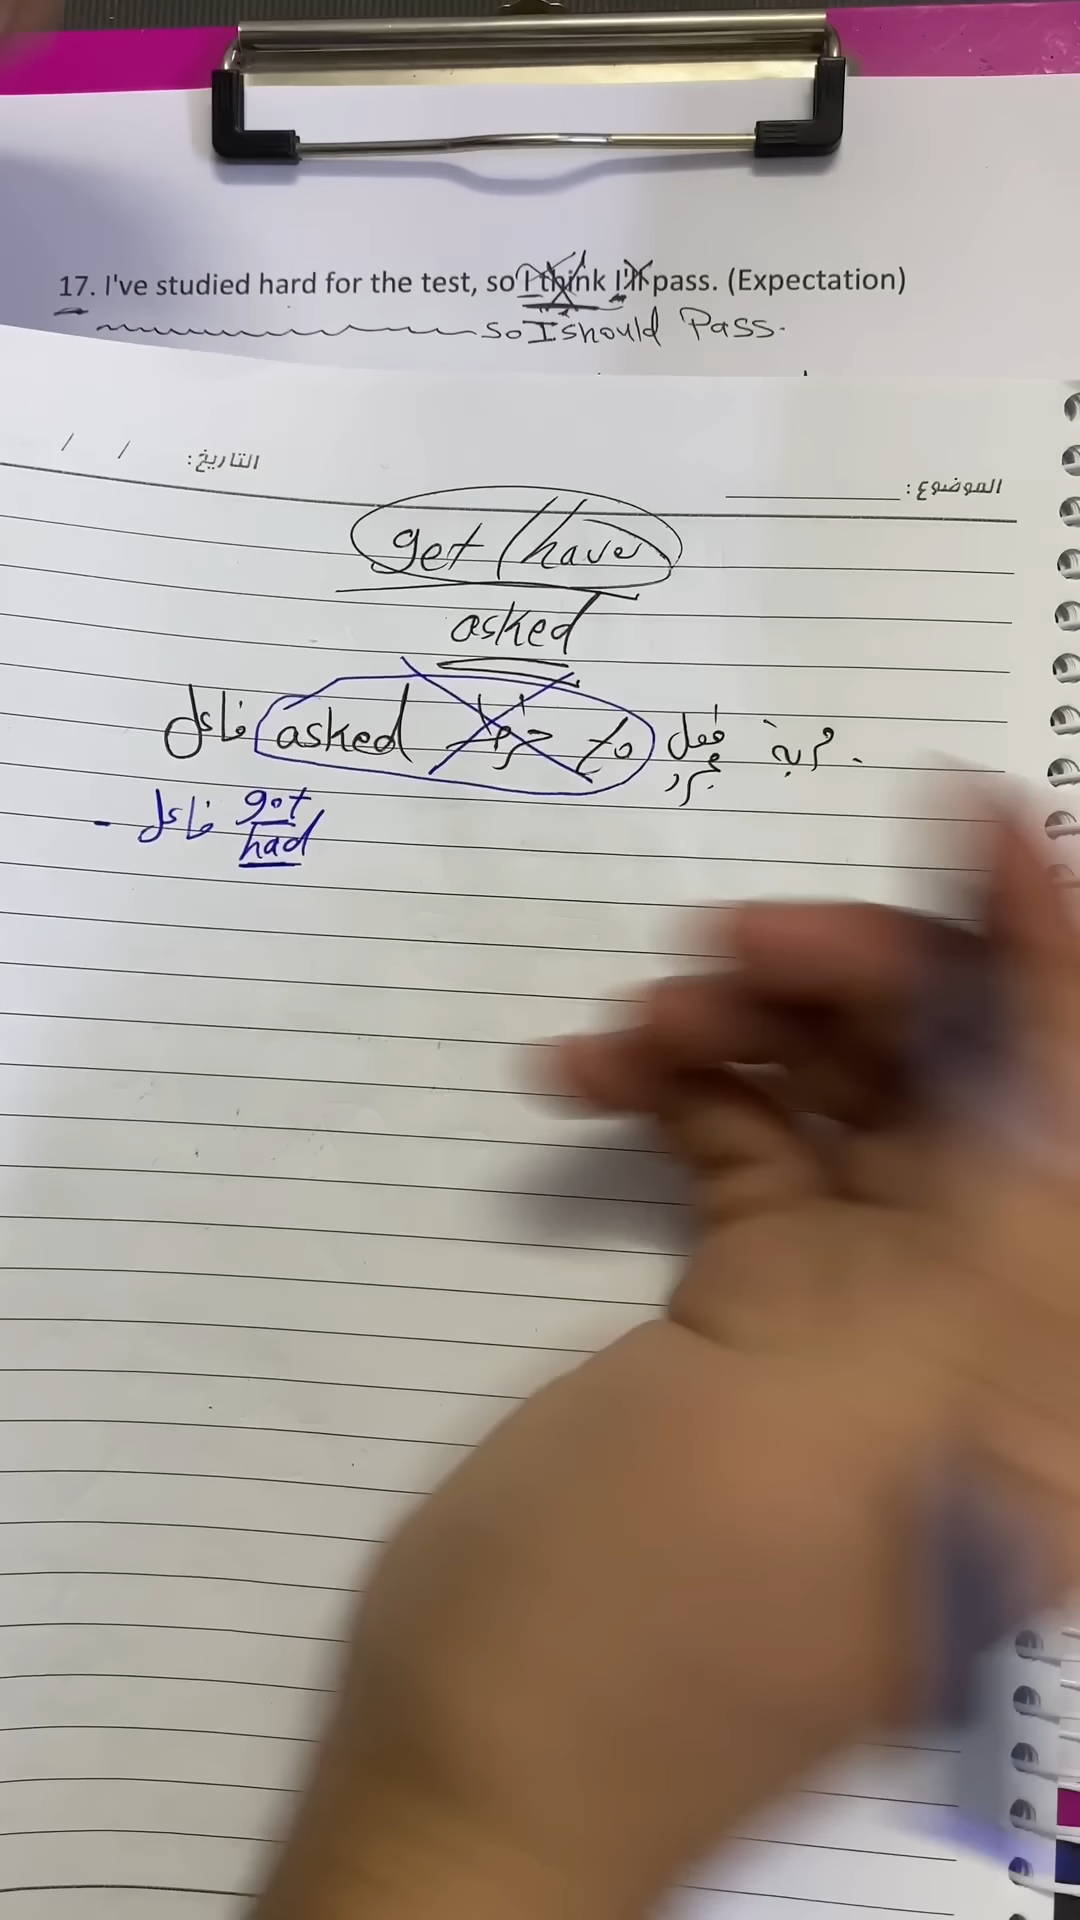 17. I've studied hard for the test, so I think I'll pass. (Expectation)
so I should Pass.
التاريخ: / /
الموضوع:
get / have
asked
فاعل asked to فعل
مجرد
- فاعل got
had